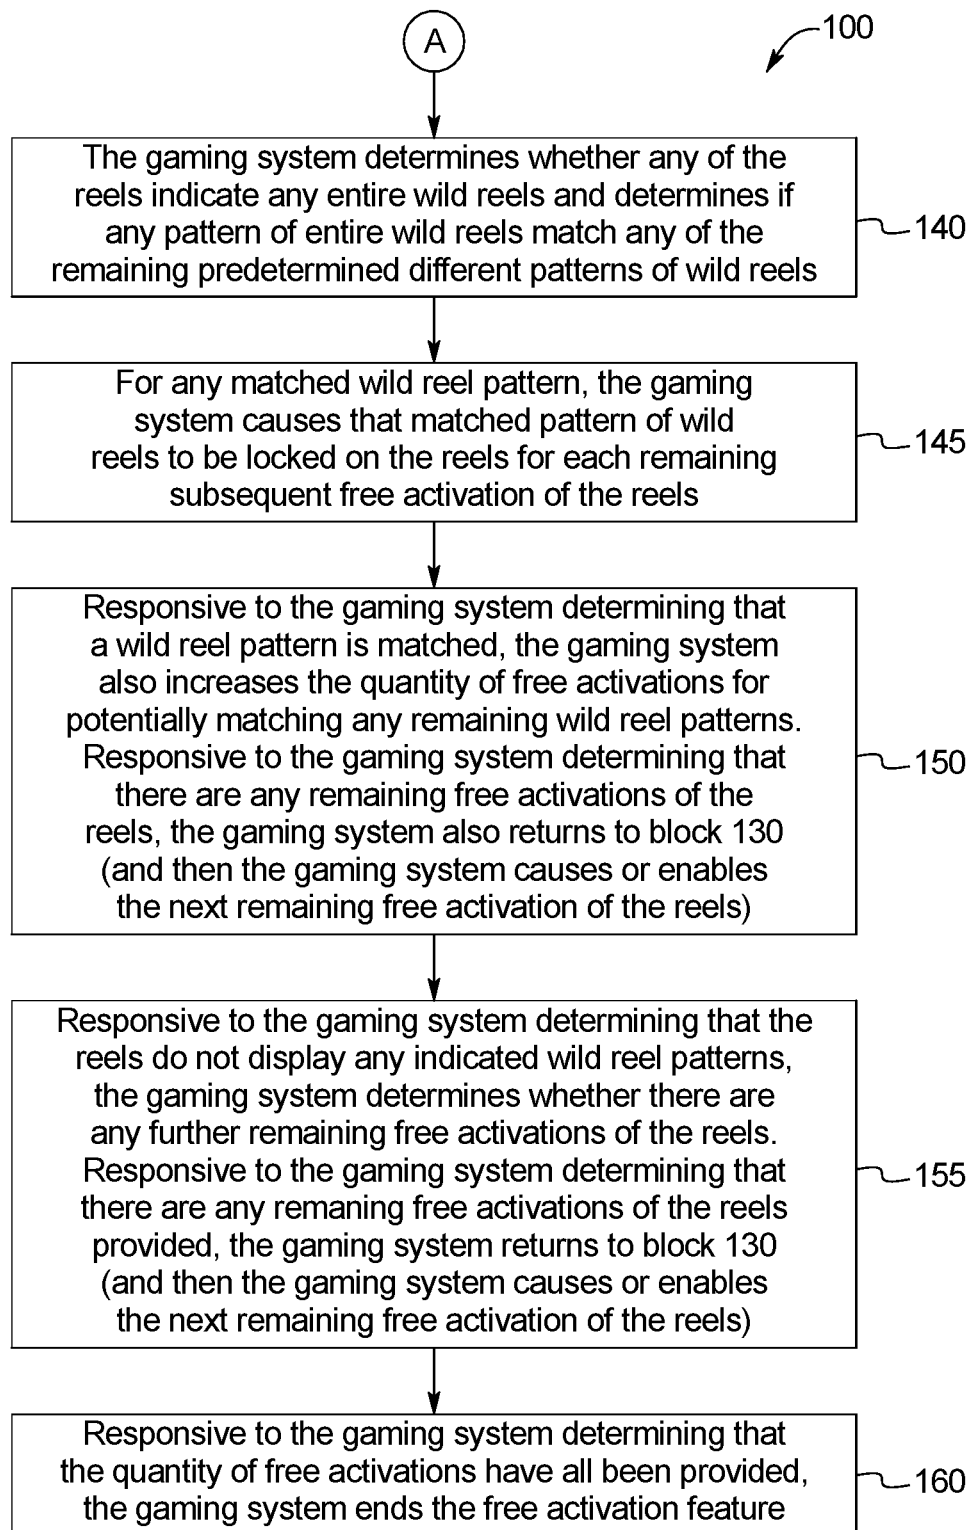 A
100
The gaming system determines whether any of the
reels indicate any entire wild reels and determines if
any pattern of entire wild reels match any of the
remaining predetermined different patterns of wild reels
140
For any matched wild reel pattern, the gaming
system causes that matched pattern of wild
reels to be locked on the reels for each remaining
subsequent free activation of the reels
145
Responsive to the gaming system determining that
a wild reel pattern is matched, the gaming system
also increases the quantity of free activations for
potentially matching any remaining wild reel patterns.
Responsive to the gaming system determining that
there are any remaining free activations of the
reels, the gaming system also returns to block 130
(and then the gaming system causes or enables
the next remaining free activation of the reels)
150
Responsive to the gaming system determining that the
reels do not display any indicated wild reel patterns,
the gaming system determines whether there are
any further remaining free activations of the reels.
Responsive to the gaming system determining that
there are any remaning free activations of the reels
provided, the gaming system returns to block 130
(and then the gaming system causes or enables
the next remaining free activation of the reels)
155
Responsive to the gaming system determining that
the quantity of free activations have all been provided,
the gaming system ends the free activation feature
160